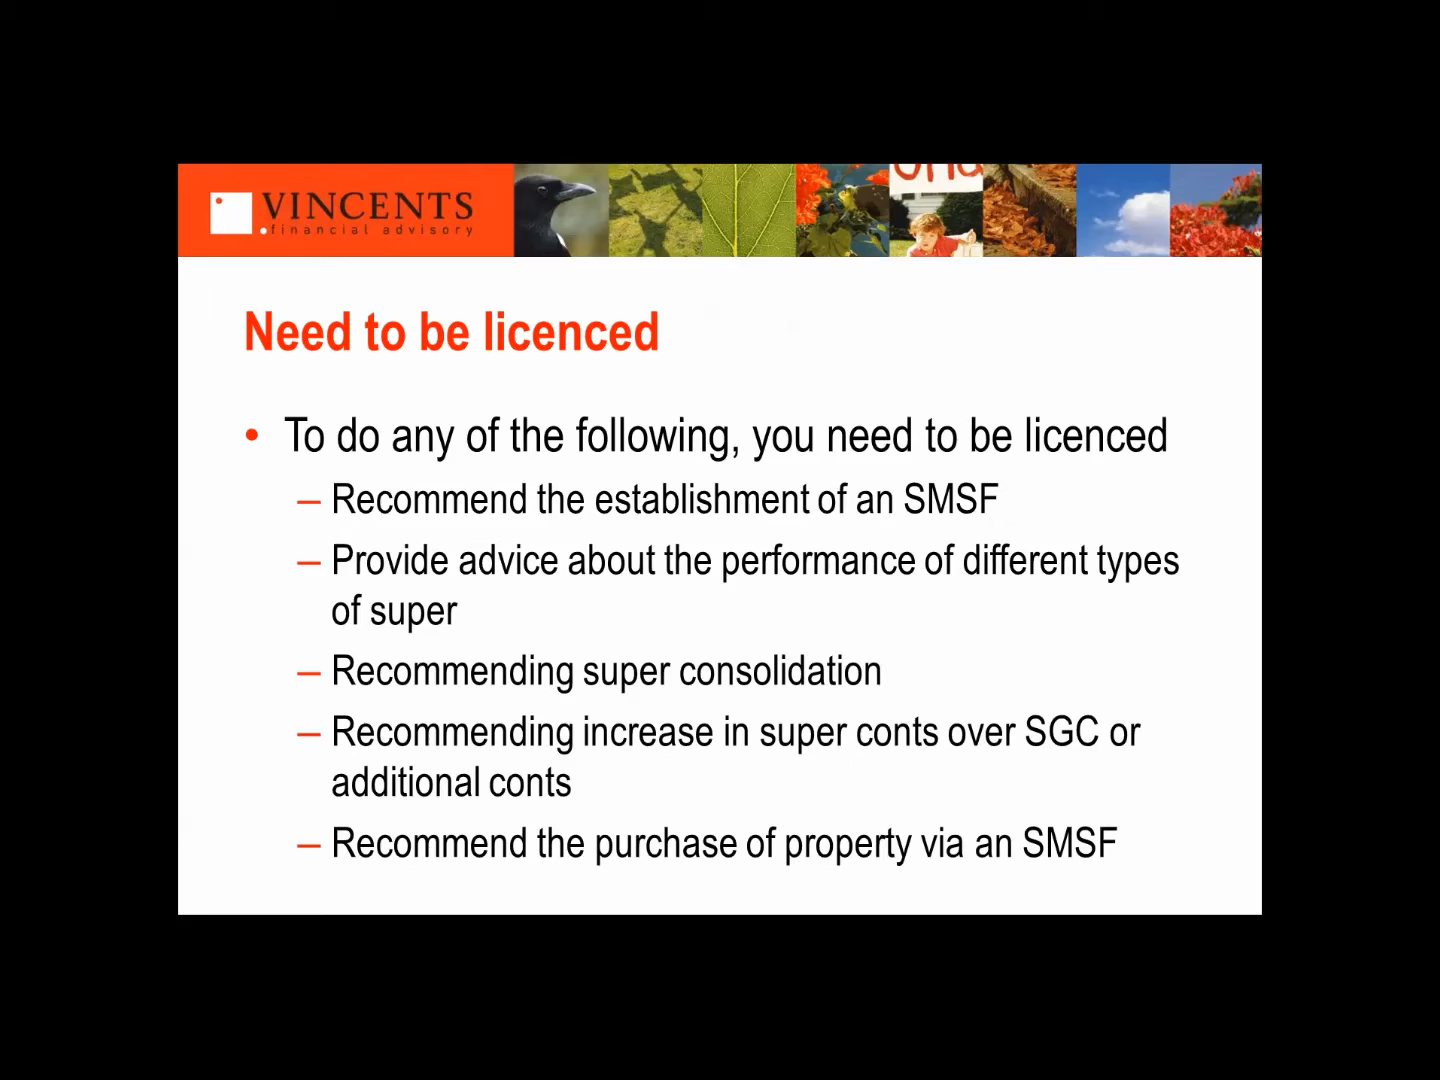 VINCENTS
financial advisory
Need to be licenced
• To do any of the following, you need to be licenced
– Recommend the establishment of an SMSF
– Provide advice about the performance of different types
of super
– Recommending super consolidation
– Recommending increase in super conts over SGC or
additional conts
– Recommend the purchase of property via an SMSF